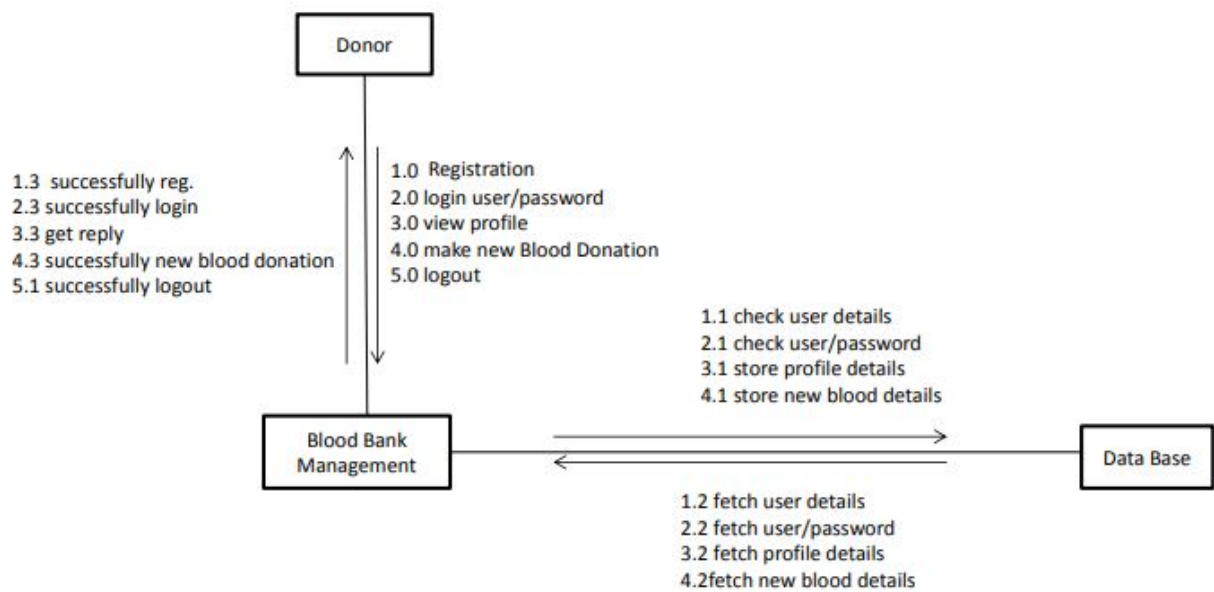 Donor
1.3 successfully reg.
2.3 successfully login
3.3 get reply
4.3 successfully new blood donation
5.1 successfully logout
1.0 Registration
2.0 login user/password
3.0 view profile
4.0 make new Blood Donation
5.0 logout
1.1 check user details
2.1 check user/password
3.1 store profile details
4.1 store new blood details
Blood Bank
Management
Data Base
1.2 fetch user details
2.2 fetch user/password
3.2 fetch profile details
4.2fetch new blood details